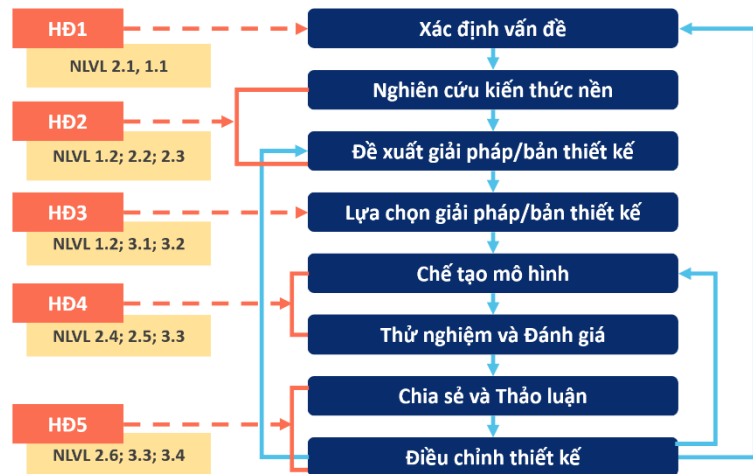 HĐ1
Xác định vấn đề
NLVL 2.1, 1.1
Nghiên cứu kiến thức nền
HĐ2
Đề xuất giải pháp/bản thiết kế
NLVL 1.2; 2.2; 2.3
HĐ3
Lựa chọn giải pháp/bản thiết kế
NLVL 1.2; 3.1; 3.2
Chế tạo mô hình
HĐ4
Thử nghiệm và Đánh giá
NLVL 2.4; 2.5; 3.3
Chia sẻ và Thảo luận
HĐ5
Điều chỉnh thiết kế
NLVL 2.6; 3.3; 3.4